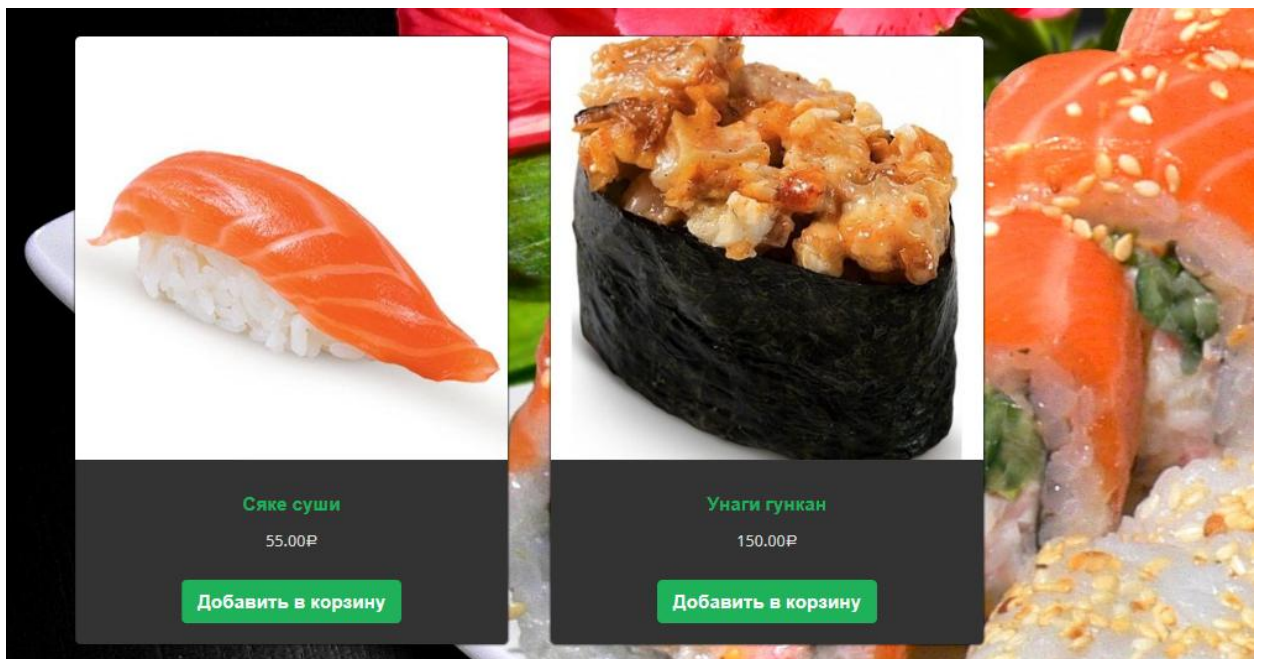 Сяке суши
55.00₽
Добавить в корзину
Унаги гункан
150.00₽
Добавить в корзину